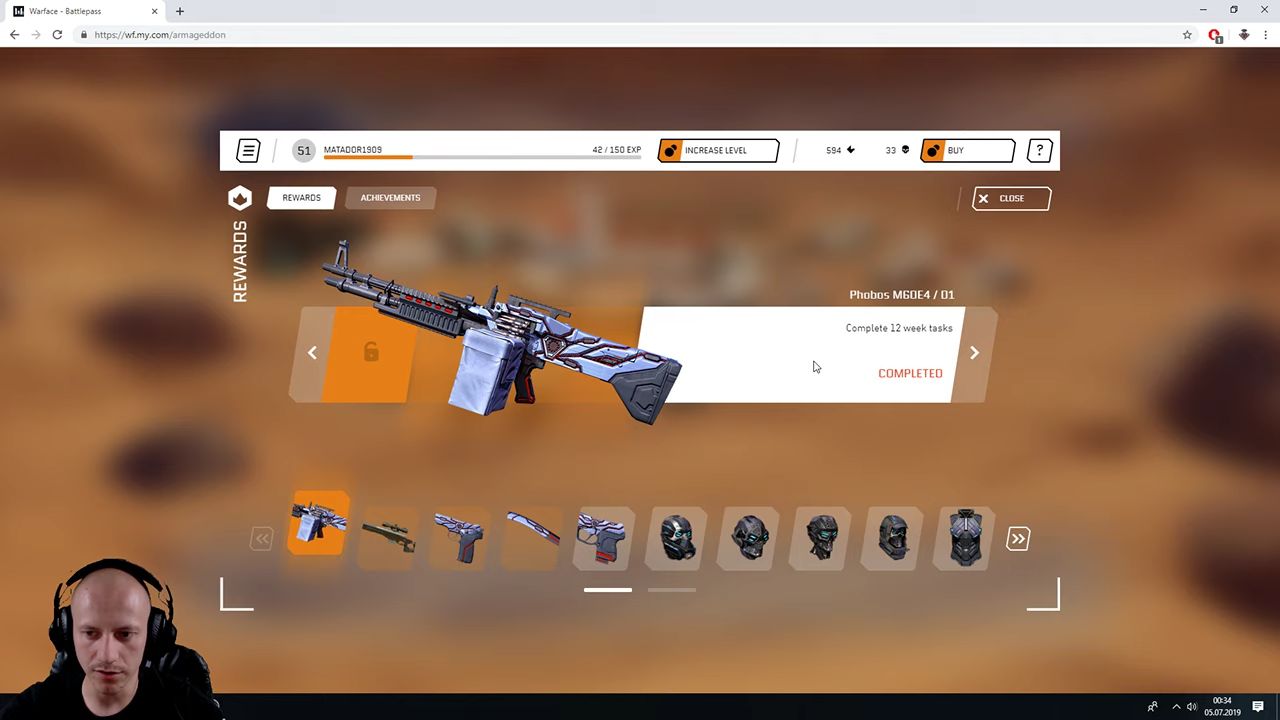 Warface - Battlepass
https://wf.my.com/armageddon
1
51
MATADOR1909
42 / 150 EXP
INCREASE LEVEL
594
33
BUY
?
REWARDS
ACHIEVEMENTS
CLOSE
REWARDS
Phobos M60E4 / 01
Complete 12 week tasks
COMPLETED
00:34
05.07.2019